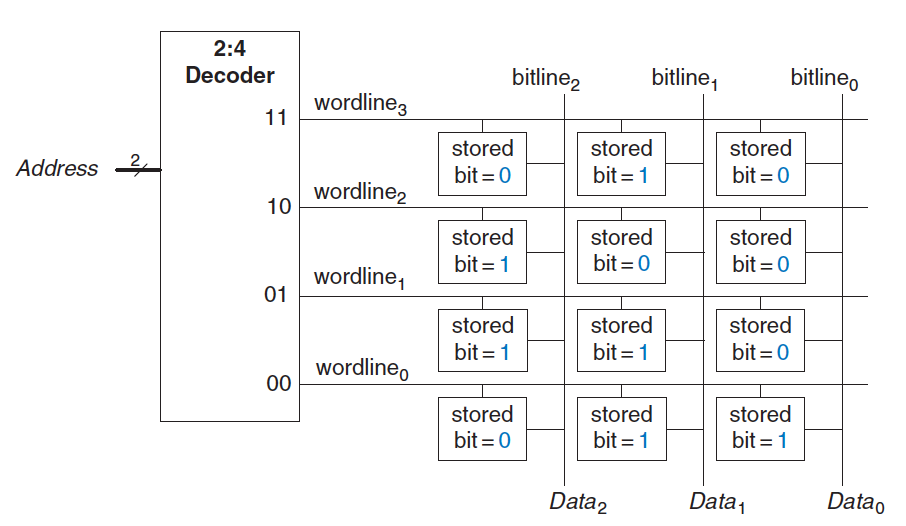 2:4
Decoder
bitline₂ bitline₁ bitline₀
wordline₃
11
stored stored stored
bit = 0 bit = 1 bit = 0
Address 2
wordline₂
10
stored stored stored
bit = 1 bit = 0 bit = 0
wordline₁
01
stored stored stored
bit = 1 bit = 1 bit = 0
wordline₀
00
stored stored stored
bit = 0 bit = 1 bit = 1
Data₂ Data₁ Data₀